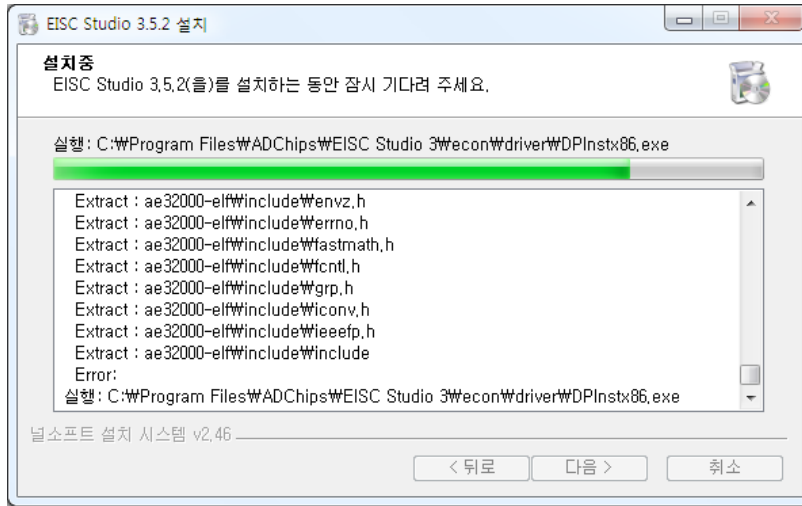 EISC Studio 3.5.2 설치
설치중
EISC Studio 3.5.2(을)를 설치하는 동안 잠시 기다려 주세요.
실행: C:₩Program Files₩ADChips₩EISC Studio 3₩econ₩driver₩DPInstx86.exe
Extract : ae32000-elf₩include₩envz.h
Extract : ae32000-elf₩include₩errno.h
Extract : ae32000-elf₩include₩fastmath.h
Extract : ae32000-elf₩include₩fcntl.h
Extract : ae32000-elf₩include₩grp.h
Extract : ae32000-elf₩include₩iconv.h
Extract : ae32000-elf₩include₩ieeefp.h
Extract : ae32000-elf₩include₩include
Error:
실행: C:₩Program Files₩ADChips₩EISC Studio 3₩econ₩driver₩DPInstx86.exe
널소프트 설치 시스템 v2.46
< 뒤로 다음 > 취소